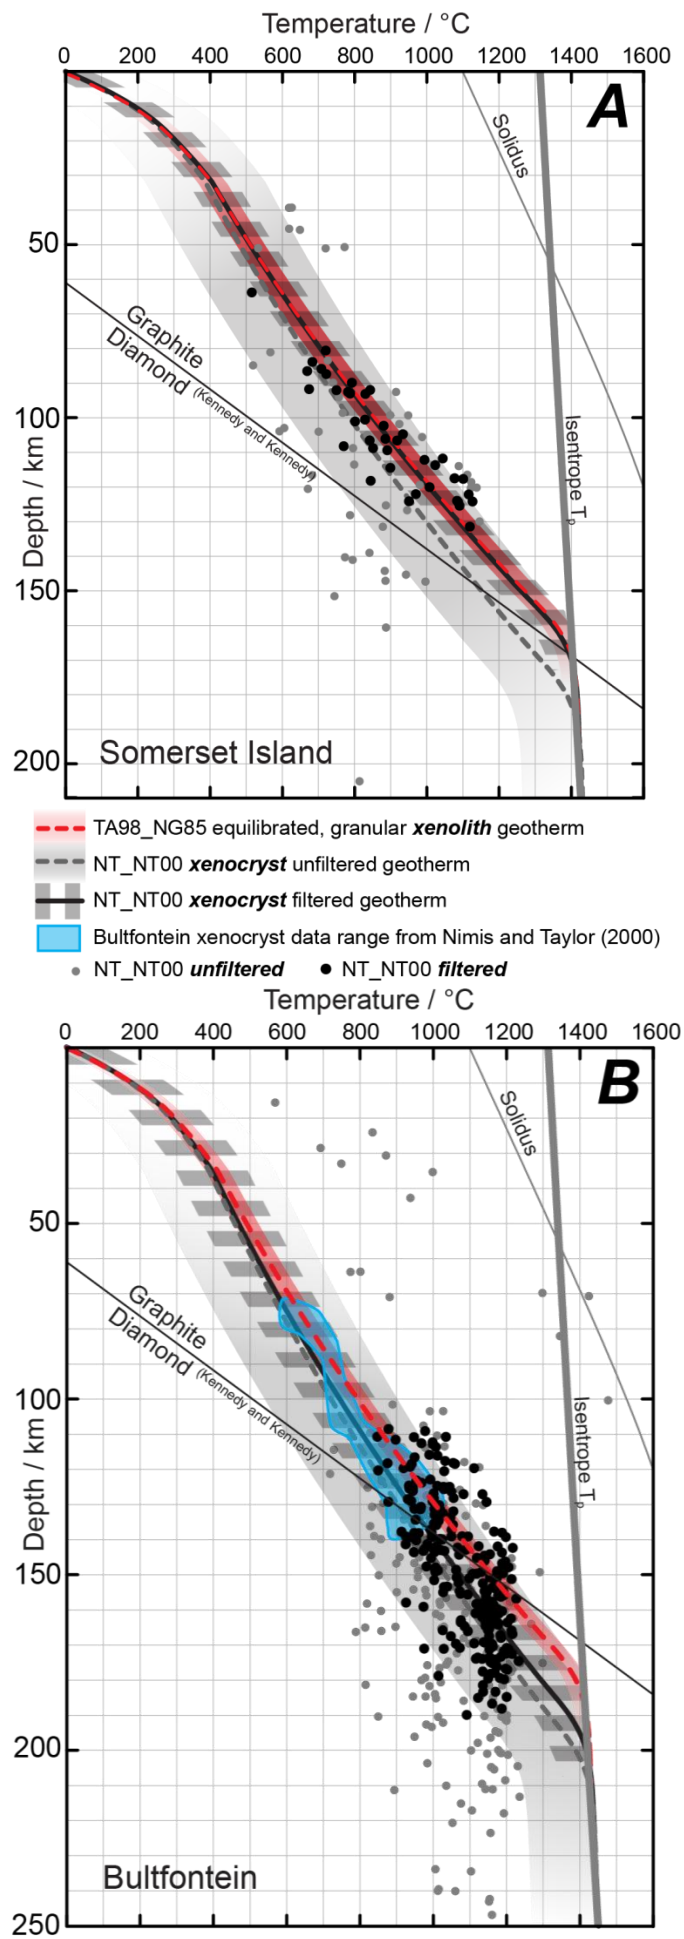 Temperature / °C
0 200 400 600 800 1000 1200 1400 1600
A
Solidus
50
Graphite
Diamond (Kennedy and Kennedy)
100
Isentrope Tp
Depth / km
150
200
Somerset Island
TA98_NG85 equilibrated, granular xenolith geotherm
NT_NT00 xenocryst unfiltered geotherm
NT_NT00 xenocryst filtered geotherm
Bultfontein xenocryst data range from Nimis and Taylor (2000)
NT_NT00 unfiltered NT_NT00 filtered
Temperature / °C
0 200 400 600 800 1000 1200 1400 1600
B
Solidus
50
Graphite
Diamond (Kennedy and Kennedy)
100
Isentrope Tp
Depth / km
150
200
Bultfontein
250